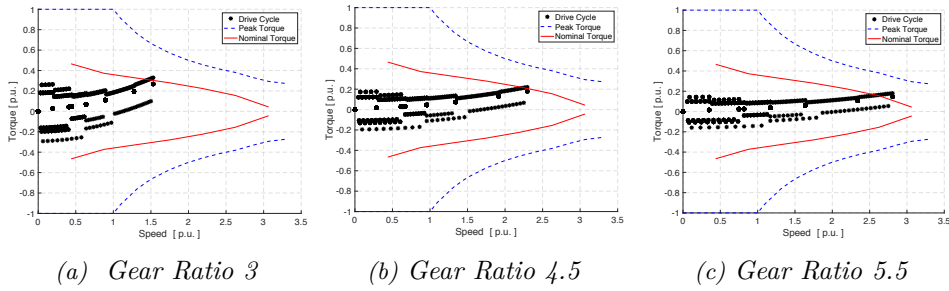 1
0.8
0.6
0.4
0.2
0
-0.2
-0.4
-0.6
-0.8
-1
Torque [ p.u. ]
0 0.5 1 1.5 2 2.5 3 3.5
Speed [ p.u. ]
Drive Cycle
Peak Torque
Nominal Torque
(a) Gear Ratio 3
1
0.8
0.6
0.4
0.2
0
-0.2
-0.4
-0.6
-0.8
-1
Torque [ p.u. ]
0 0.5 1 1.5 2 2.5 3 3.5
Speed [ p.u. ]
Drive Cycle
Peak Torque
Nominal Torque
(b) Gear Ratio 4.5
1
0.8
0.6
0.4
0.2
0
-0.2
-0.4
-0.6
-0.8
-1
Torque [ p.u. ]
0 0.5 1 1.5 2 2.5 3 3.5
Speed [ p.u. ]
Drive Cycle
Peak Torque
Nominal Torque
(c) Gear Ratio 5.5